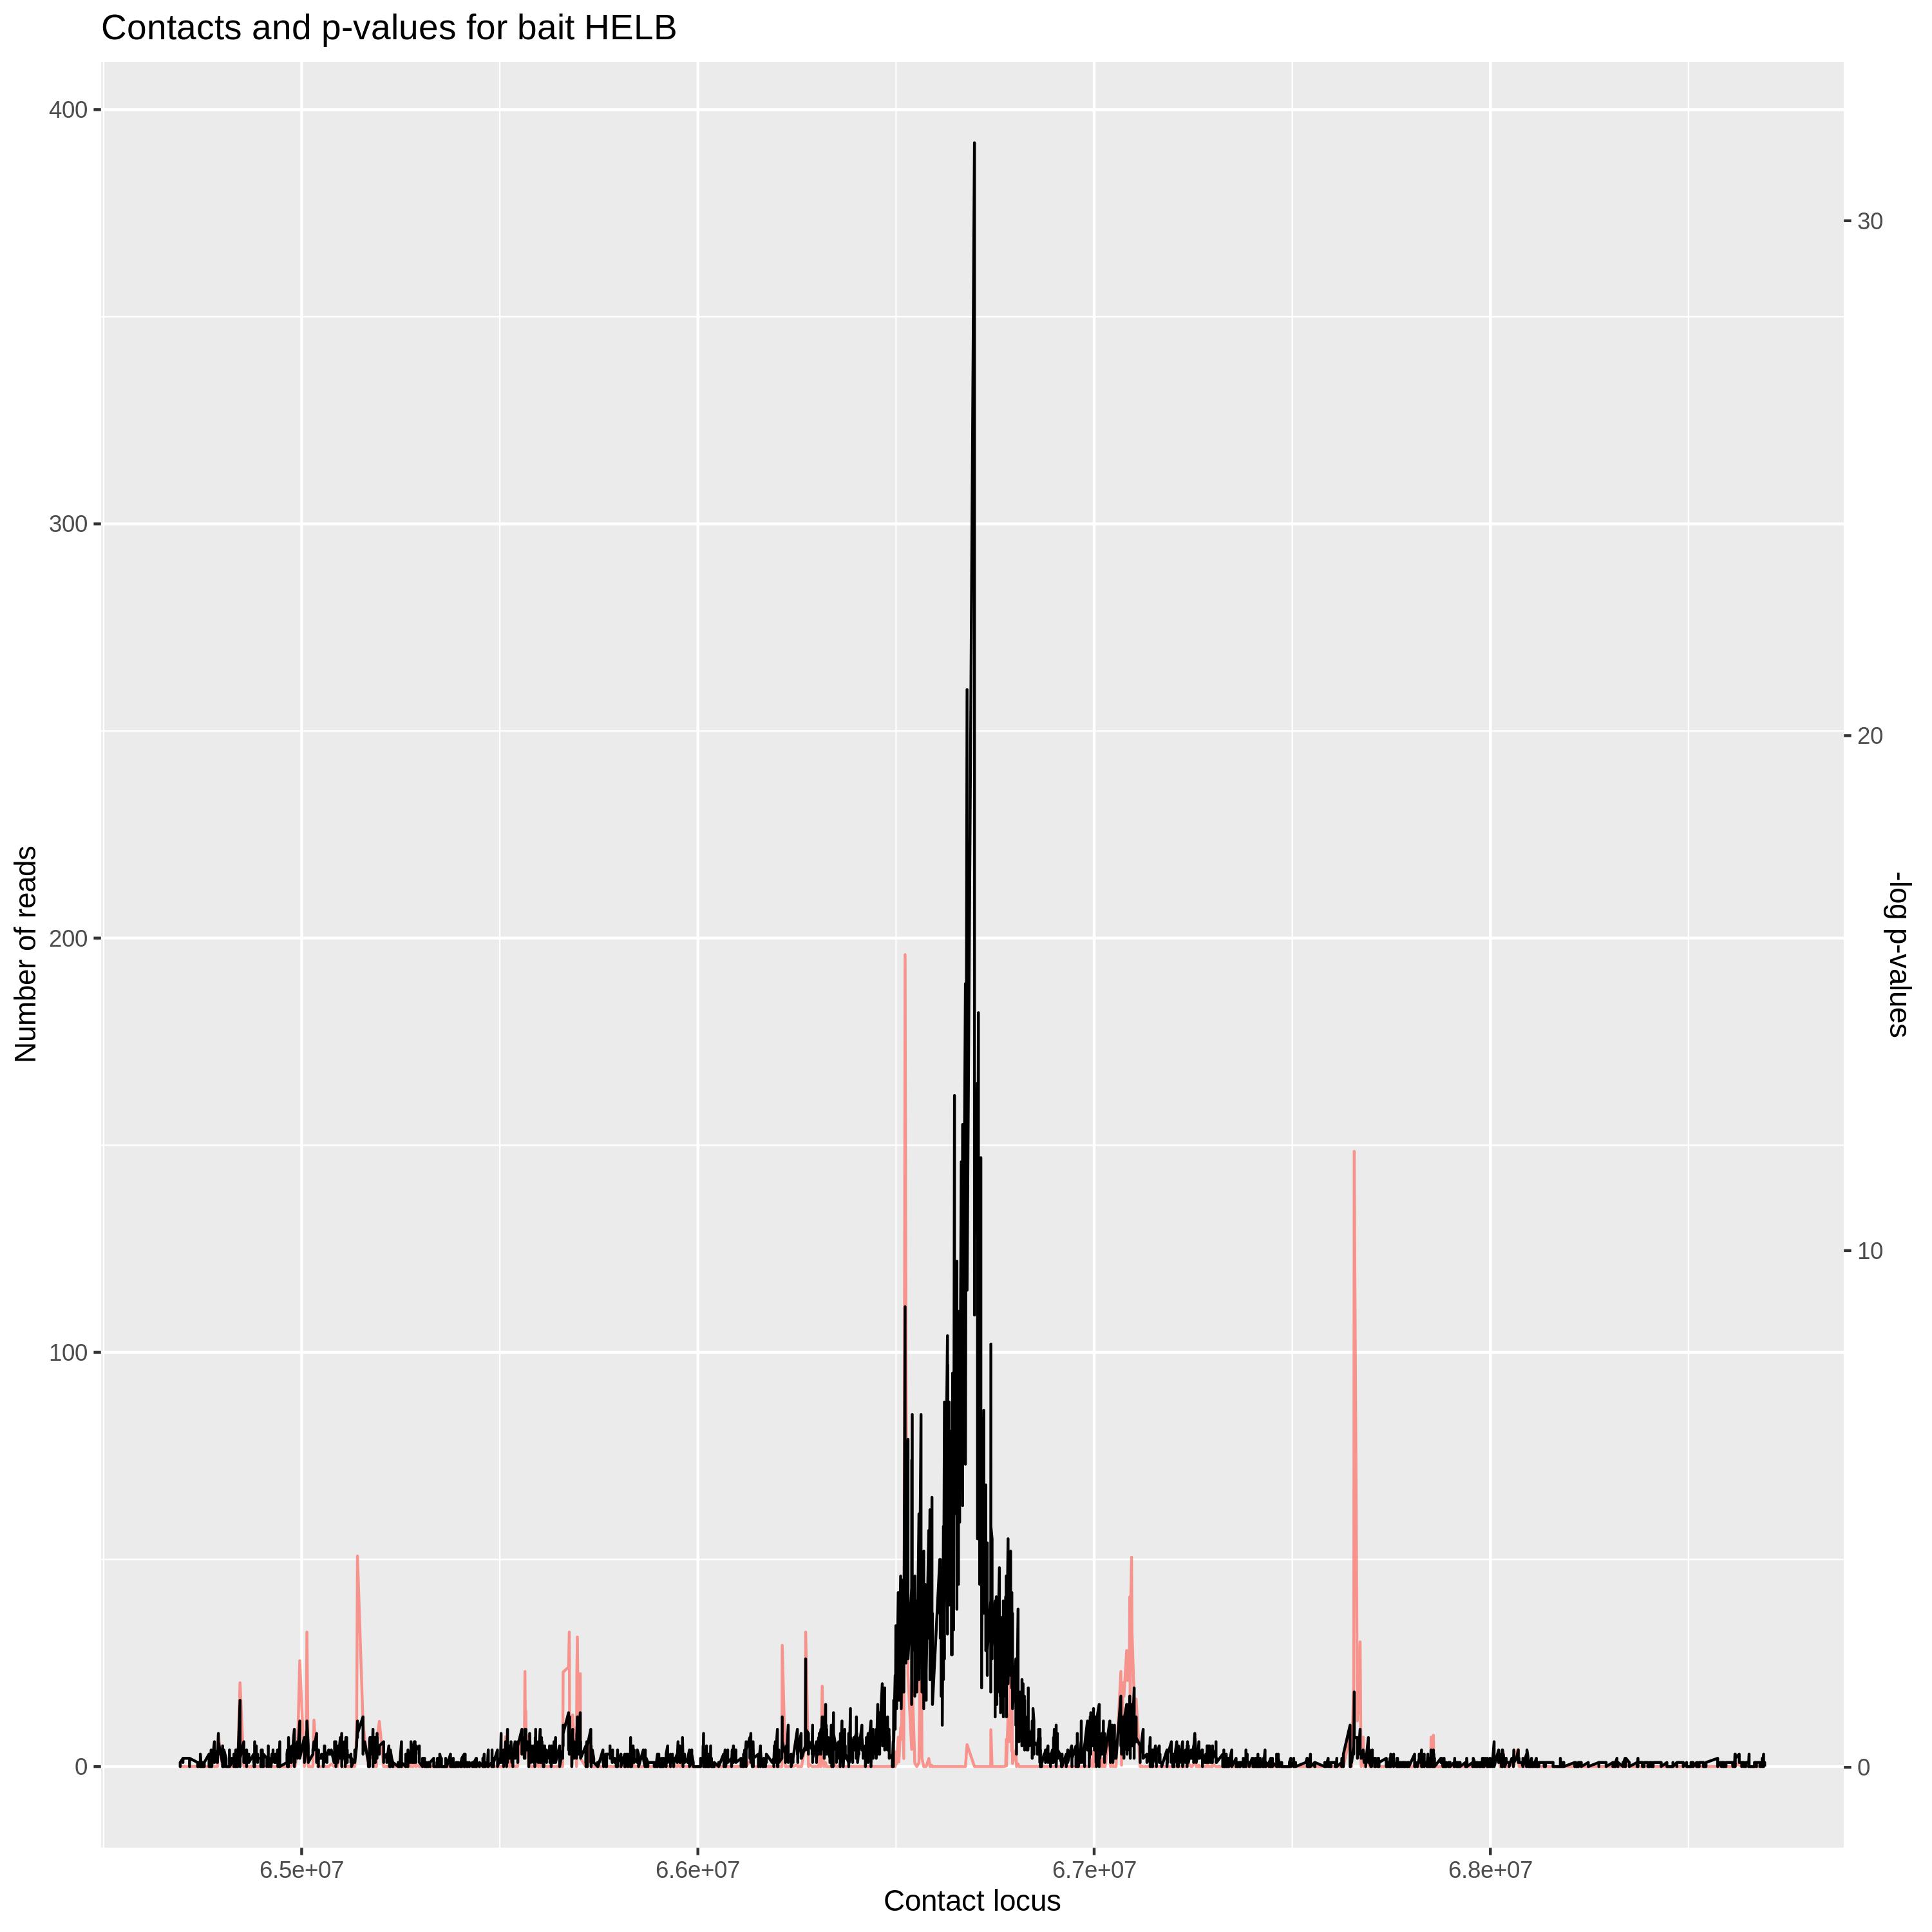 Contacts and p-values for bait HELB
400
300
200
100
0
Number of reads
30
20
10
0
-log p-values
6.5e+07
6.6e+07
6.7e+07
6.8e+07
Contact locus